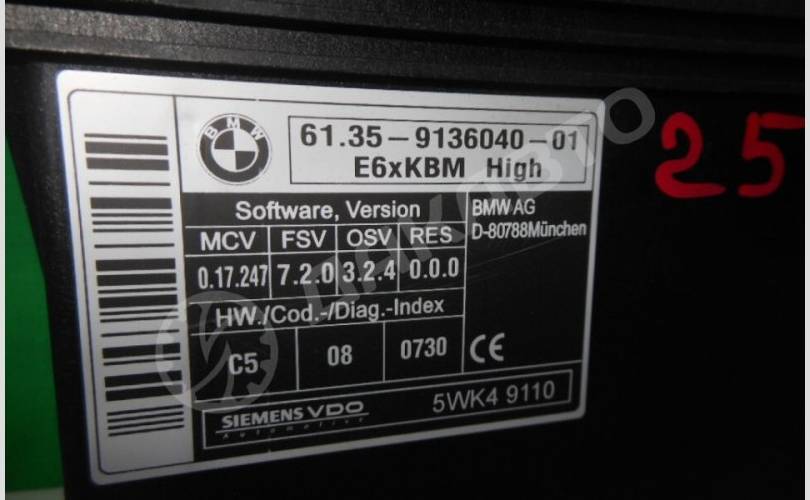 BMW
61.35-9136040-01
E6xKBM High
25
Software, Version
BMW AG
MCV FSV OSV RES
D-80788München
0.17.247 7.2.0 3.2.4 0.0.0
HW./Cod.-/Diag.-Index
C5 08 0730 CE
SIEMENS VDO
Automotive
5WK4 9110
ЛАКАВТО